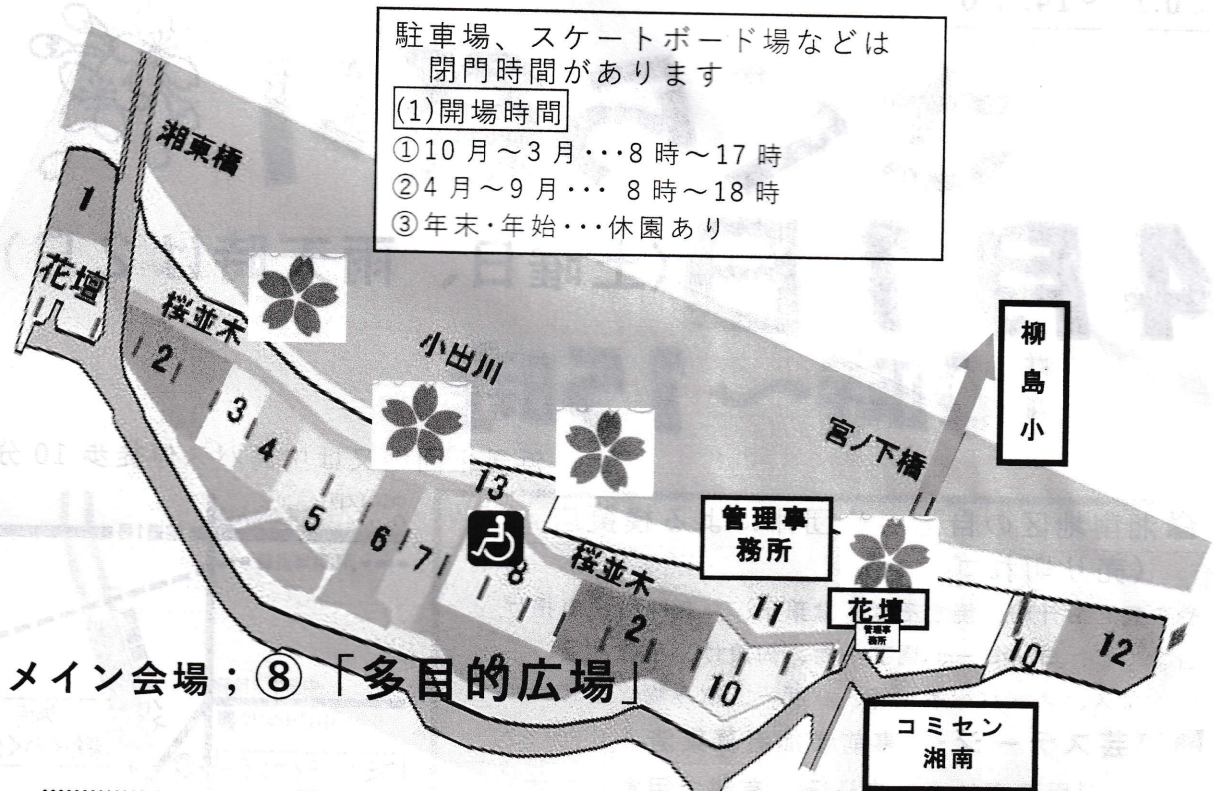 駐車場、スケートボード場などは
閉門時間があります
(1)開場時間
①10月～3月･･･8時～17時
②4月～9月･･･ 8時～18時
③年末･年始･･･休園あり
湘東橋
1
花壇
桜並木
小出川
柳島小
宮ノ下橋
2
3
4
5
6
7
13
8
管理事
務所
桜並木
花壇
管理事
務所
11
2
10
10
12
9
メイン会場；⑧「多目的広場」
コミセン
湘南